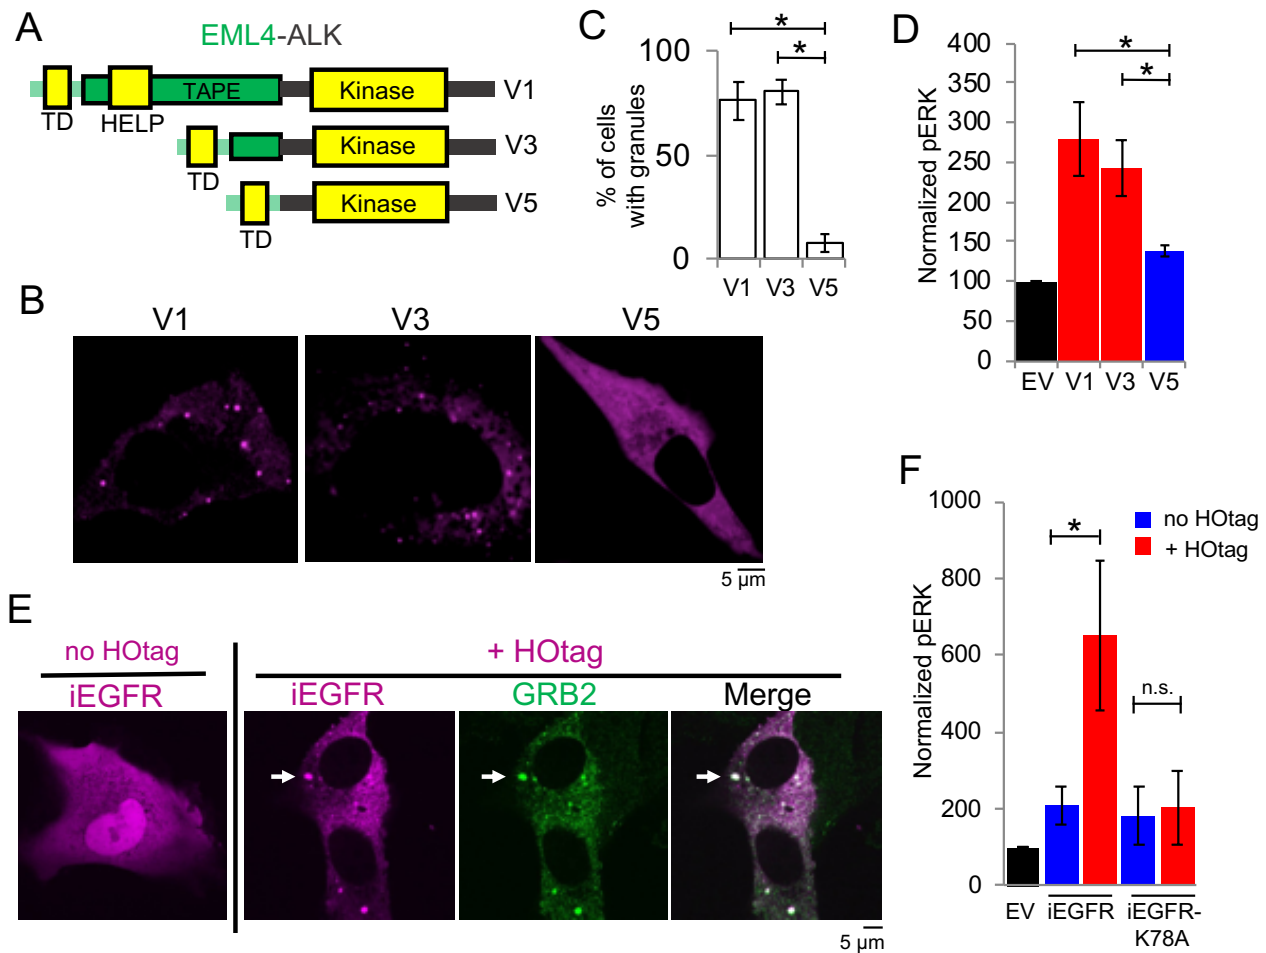 A
EML4-ALK
TAPE
Kinase
V1
TD
HELP
Kinase
V3
TD
Kinase
V5
TD
B
V1
V3
V5
5 µm
C
% of cells
with granules
100
50
0
*
*
V1
V3
V5
D
Normalized pERK
400
350
300
250
200
150
100
50
0
*
*
EV
V1
V3
V5
E
no HOtag
+ HOtag
iEGFR
iEGFR
GRB2
Merge
5 µm
F
Normalized pERK
1000
800
600
400
200
0
no HOtag
+ HOtag
*
n.s.
EV
iEGFR
iEGFR-
K78A